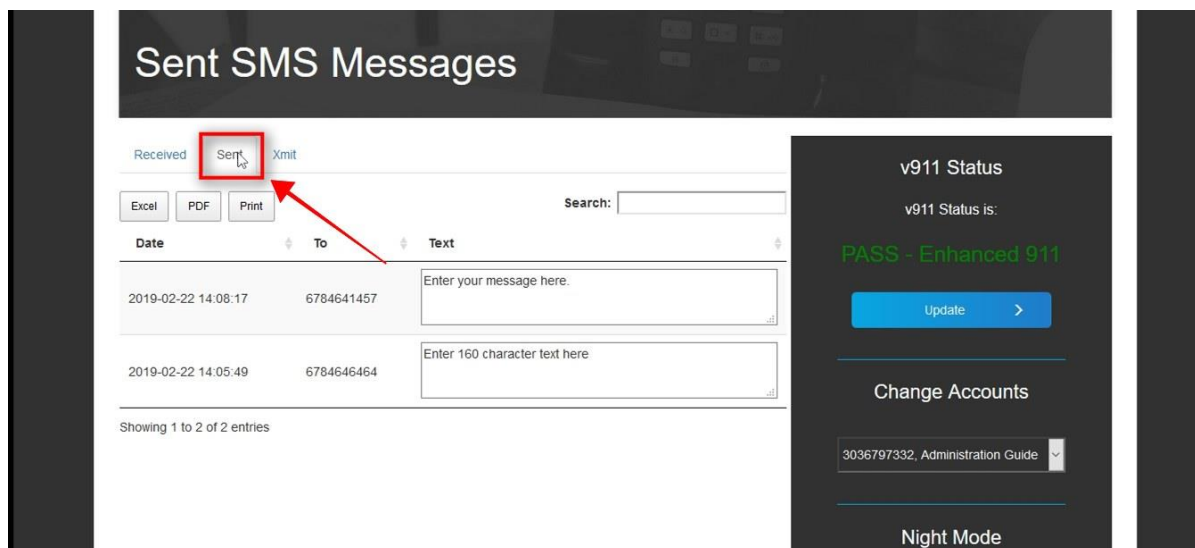 Sent SMS Messages
Received Sent Xmit
Excel PDF Print
Search:
Date To Text
2019-02-22 14:08:17 6784641457 Enter your message here.
2019-02-22 14:05:49 6784646464 Enter 160 character text here
Showing 1 to 2 of 2 entries
v911 Status
v911 Status is:
PASS - Enhanced 911
Update
Change Accounts
3036797332, Administration Guide
Night Mode